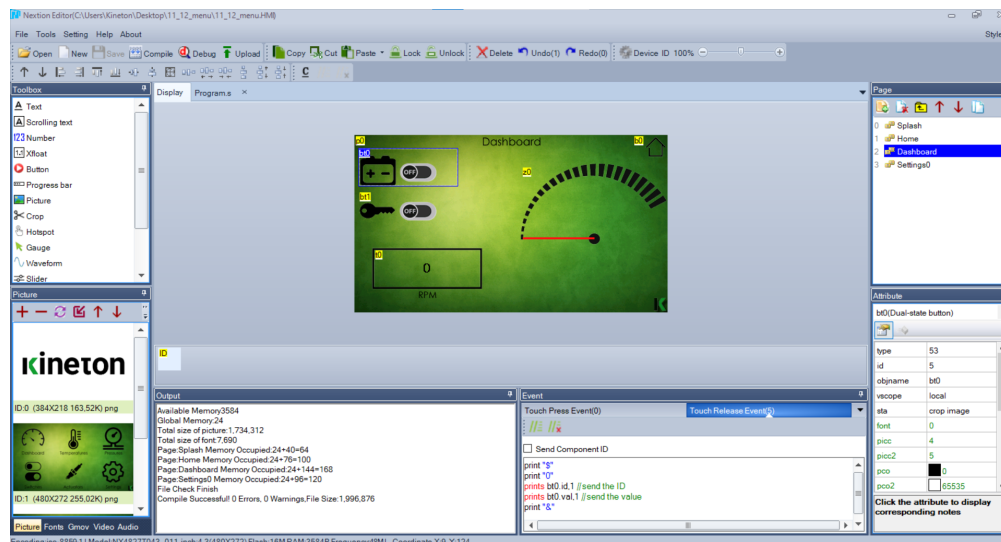 Nextion Editor(C:\Users\Kineton\Desktop\11_12_menu\11_12_menu.HMI)
File Tools Setting Help About
Style
Open New Save Compile Debug Upload Copy Cut Paste Lock Unlock Delete Undo(1) Redo(0) Device ID 100%
Toolbox
A Text
A Scrolling text
123 Number
1.1 Xfloat
Button
Progress bar
Picture
Crop
Hotspot
Gauge
Waveform
Slider
Picture
kineton
ID:0 (384X218 163,52K) png
ID:1 (480X272 255,02K) png
Picture Fonts Gmov Video Audio
Display Program.s ×
p0 Dashboard b0
bt0
OFF
z0
bt1
OFF
t0
0
RPM
K
ID
Output
Available Memory3584
Global Memory:24
Total size of picture:1,734,312
Total size of font:7,690
Page:Splash Memory Occupied:24+40=64
Page:Home Memory Occupied:24+76=100
Page:Dashboard Memory Occupied:24+144=168
Page:Settings0 Memory Occupied:24+96=120
File Check Finish
Compile Successful! 0 Errors, 0 Warnings,File Size:1,996,876
Event
Touch Press Event(0) Touch Release Event(5)
Send Component ID
print "$"
print "0"
prints bt0.id,1 //send the ID
prints bt0.val,1 //send the value
print "&"
Page
0 Splash
1 Home
2 Dashboard
3 Settings0
Attribute
bt0(Dual-state button)
type 53
id 5
objname bt0
vscope local
sta crop image
font 0
picc 4
picc2 5
pco 0
pco2 65535
Click the attribute to display
corresponding notes